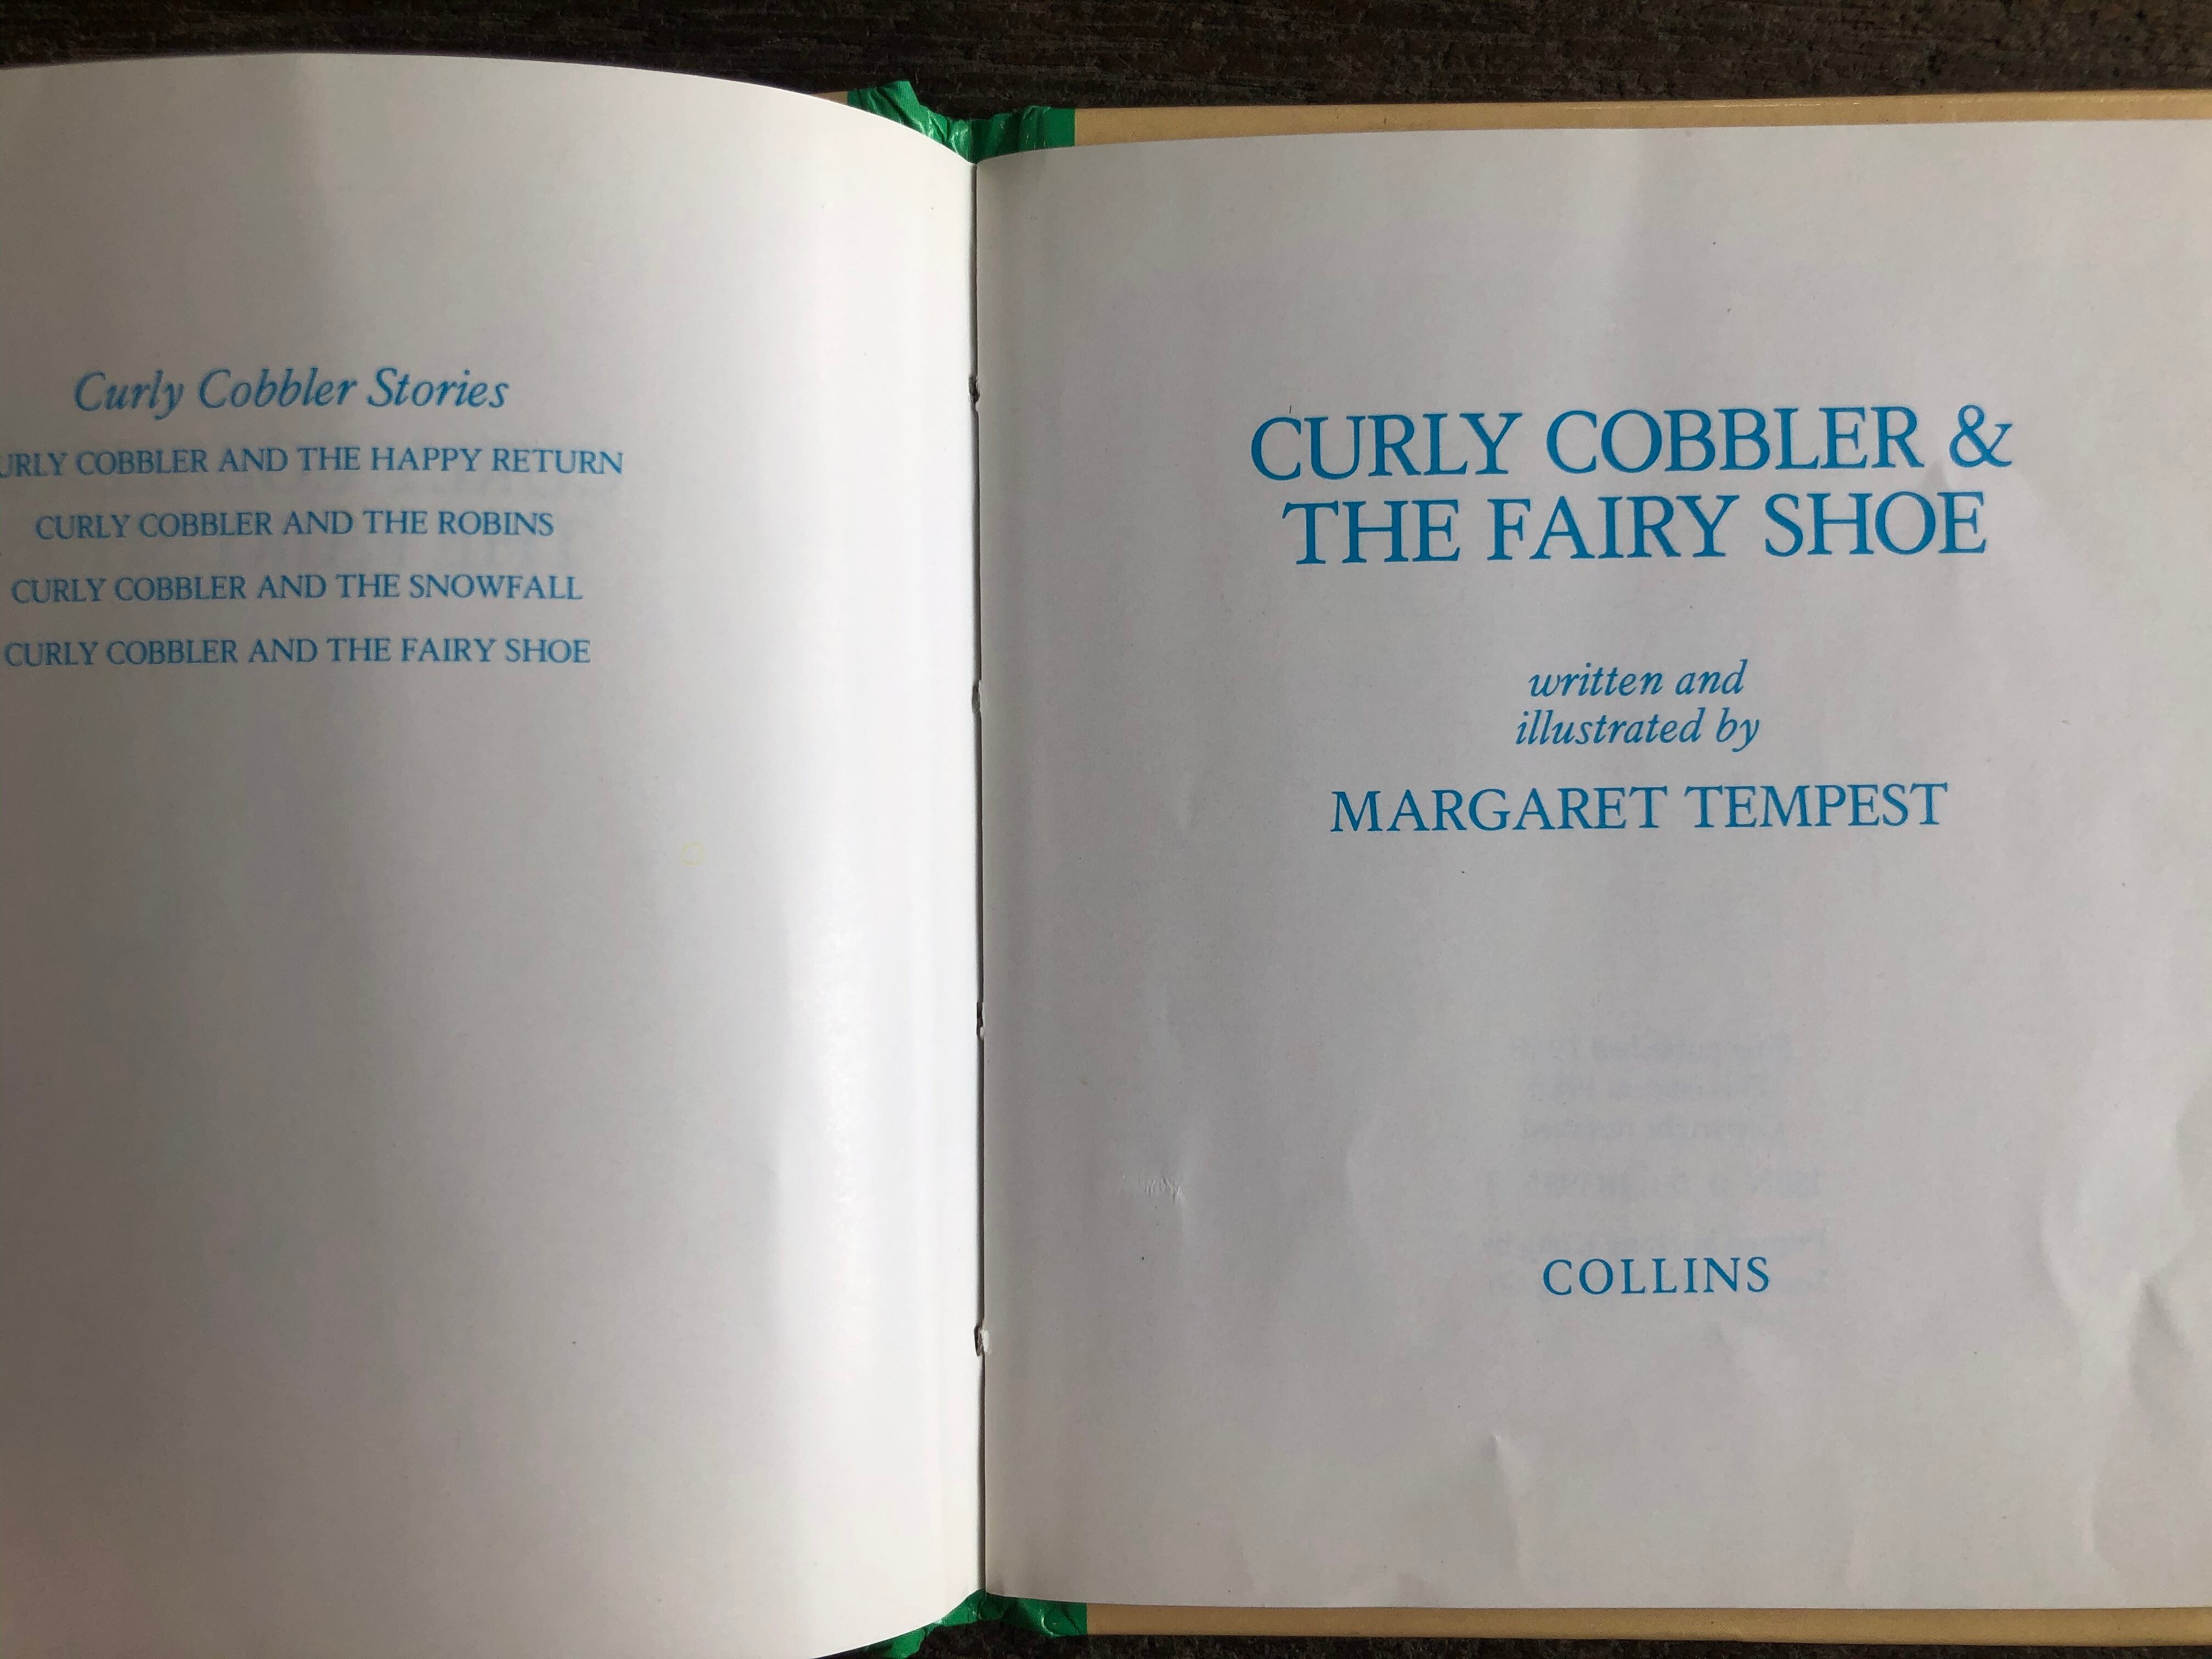 Curly Cobbler Stories
URLY COBBLER AND THE HAPPY RETURN
CURLY COBBLER AND THE ROBINS
CURLY COBBLER AND THE SNOWFALL
CURLY COBBLER AND THE FAIRY SHOE
CURLY COBBLER &
THE FAIRY SHOE
written and
illustrated by
MARGARET TEMPEST
COLLINS